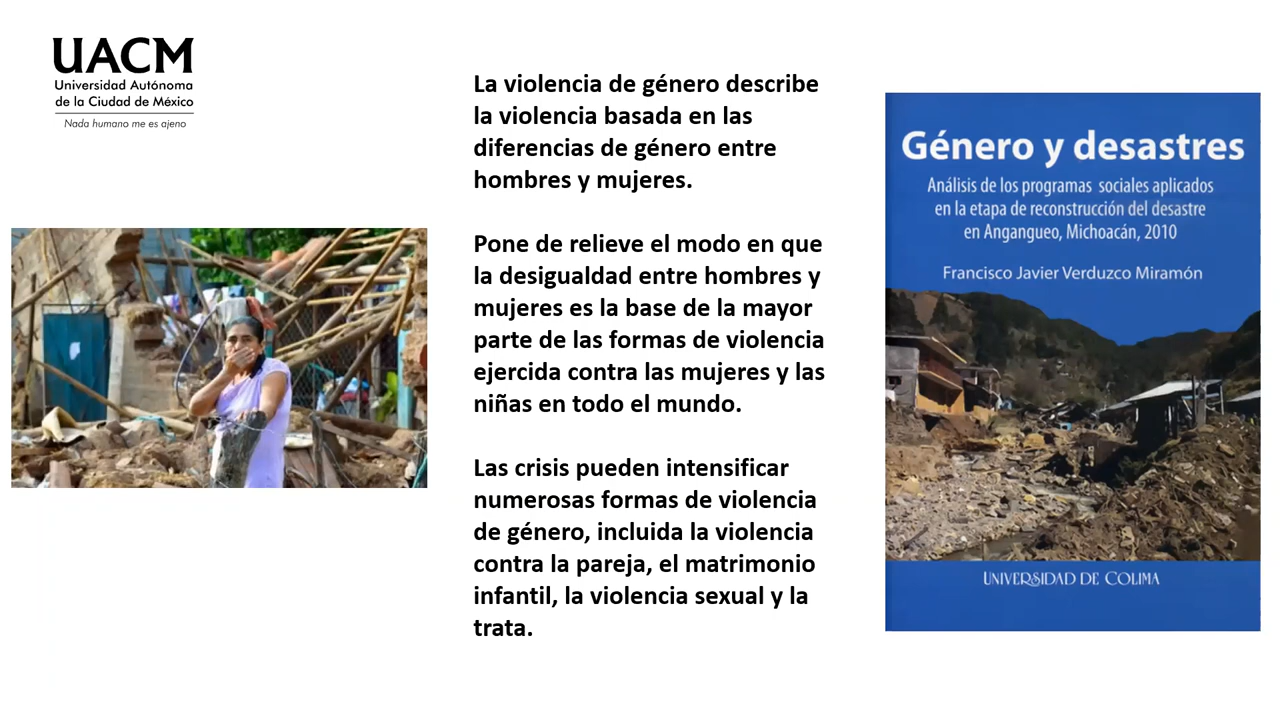 UACM
Universidad Autónoma
de la Ciudad de México
Nada humano me es ajeno
La violencia de género describe
la violencia basada en las
diferencias de género entre
hombres y mujeres.
Pone de relieve el modo en que
la desigualdad entre hombres y
mujeres es la base de la mayor
parte de las formas de violencia
ejercida contra las mujeres y las
niñas en todo el mundo.
Las crisis pueden intensificar
numerosas formas de violencia
de género, incluida la violencia
contra la pareja, el matrimonio
infantil, la violencia sexual y la
trata.
Género y desastres
Análisis de los programas sociales aplicados
en la etapa de reconstrucción del desastre
en Angangueo, Michoacán, 2010
Francisco Javier Verduzco Miramón
UNIVERSIDAD DE COLIMA